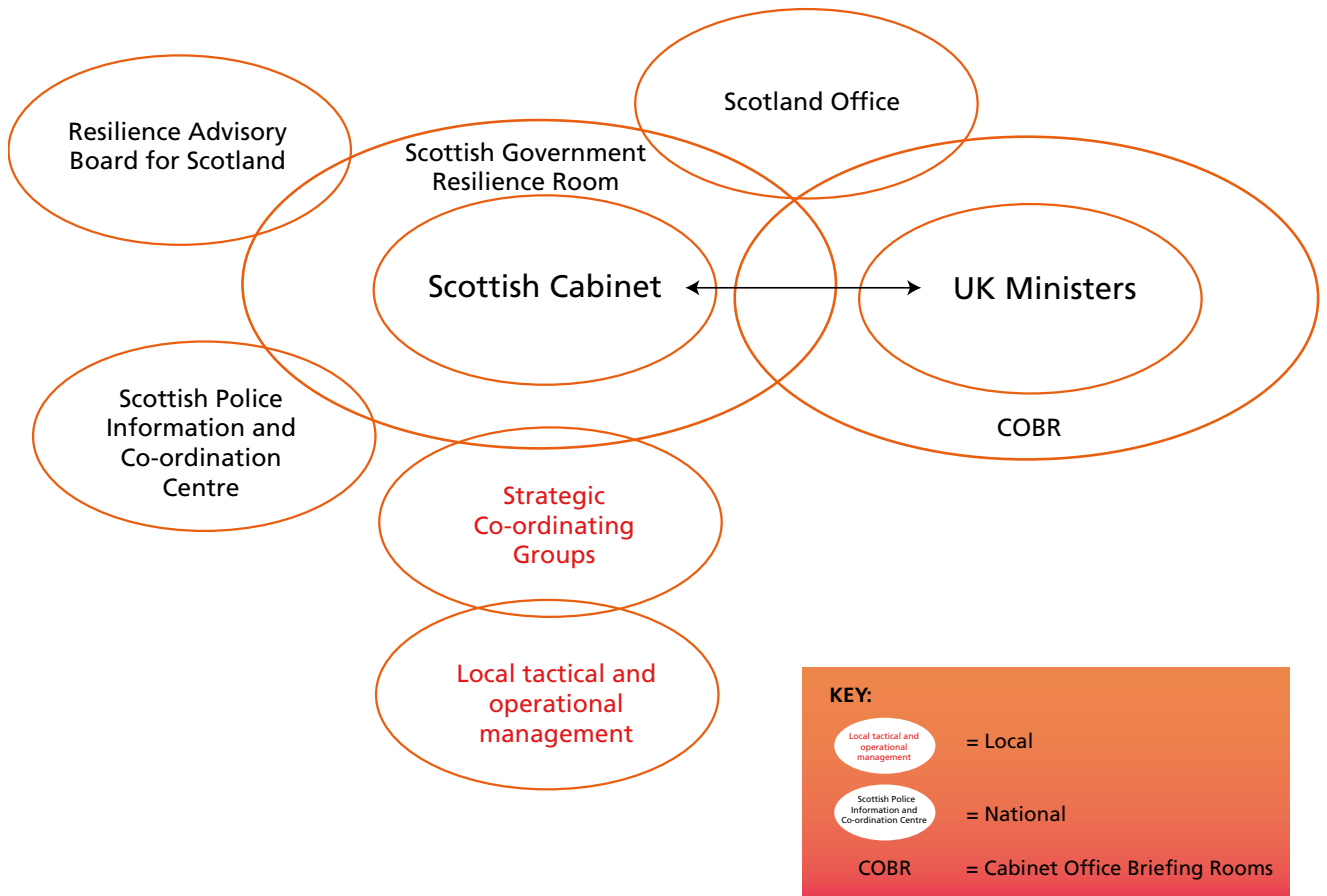 Scotland Office
Resilience Advisory
Board for Scotland
Scottish Government
Resilience Room
Scottish Cabinet
UK Ministers
Scottish Police
Information and
Co-ordination
Centre
COBR
Strategic
Co-ordinating
Groups
Local tactical and
operational
management
KEY:
Local tactical and
operational
management
= Local
Scottish Police
Information and
Co-ordination Centre
= National
COBR = Cabinet Office Briefing Rooms